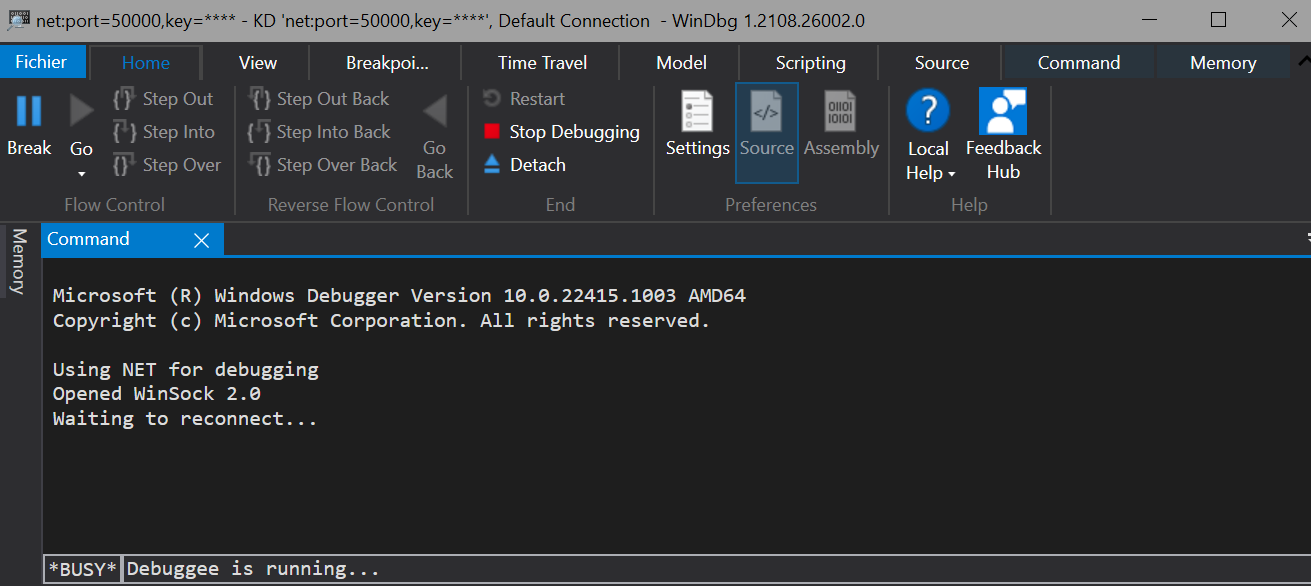 net:port=50000,key=**** - KD 'net:port=50000,key=****', Default Connection - WinDbg 1.2108.26002.0
Fichier Home View Breakpoi... Time Travel Model Scripting Source Command Memory
Break
Go
Step Out
Step Into
Step Over
Flow Control
Step Out Back
Step Into Back
Step Over Back
Go Back
Reverse Flow Control
Restart
Stop Debugging
Detach
End
Settings
Source
Assembly
Preferences
Local Help
Feedback Hub
Help
Memory
Command
Microsoft (R) Windows Debugger Version 10.0.22415.1003 AMD64
Copyright (c) Microsoft Corporation. All rights reserved.
Using NET for debugging
Opened WinSock 2.0
Waiting to reconnect...
*BUSY* Debuggee is running...